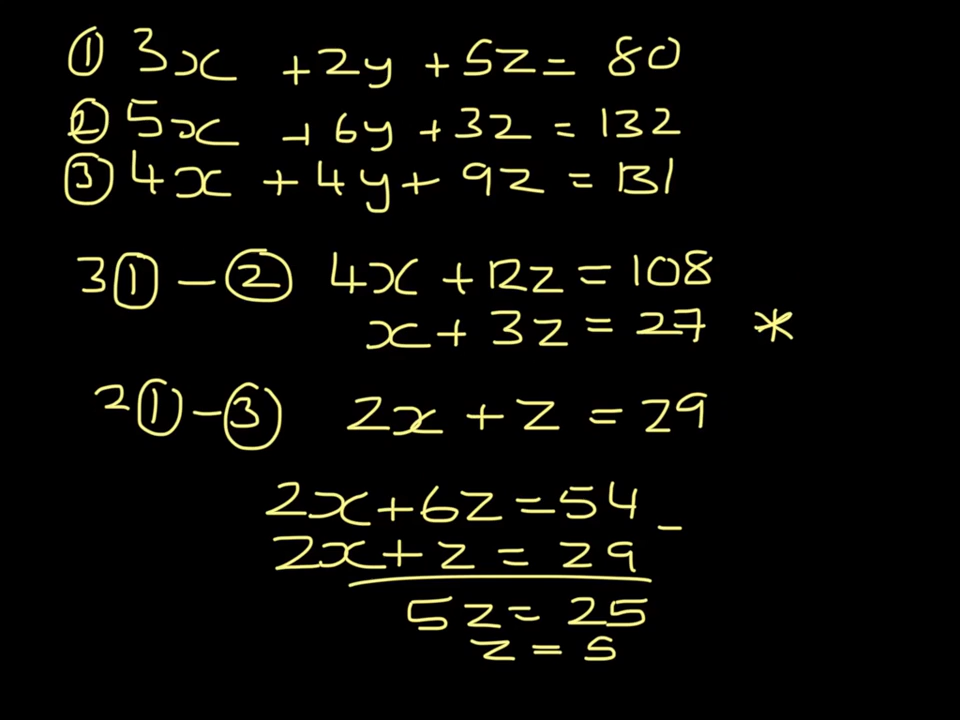 ① 3x + 2y + 5z = 80
② 5x + 6y + 3z = 132
③ 4x + 4y + 9z = 131
3① - ② 4x + 12z = 108
x + 3z = 27 *
2① - ③ 2x + z = 29
2x + 6z = 54 -
2x + z = 29
5z = 25
z = 5